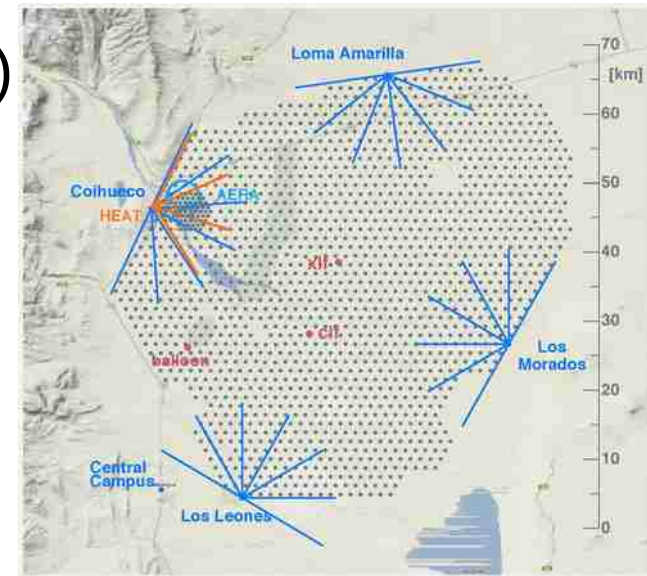 )
Loma Amarilla
70
[km]
60
Coihueco
AERA
50
HEAT
40
xlf
30
clf
Los
Morados
balloon
20
10
Central
Campus
Los Leones
0